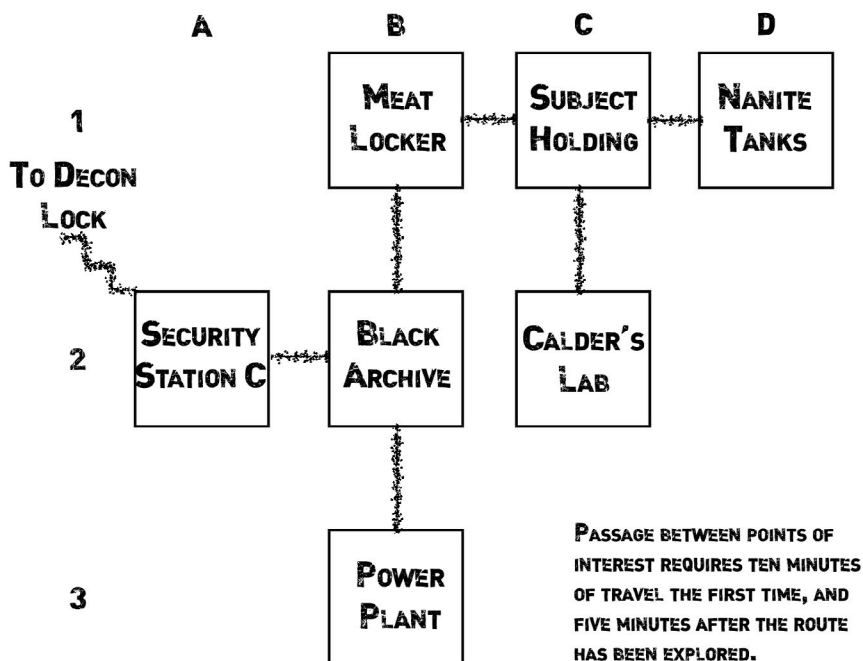 A B C D
1
Meat
Locker
Subject
Holding
Nanite
Tanks
To Decon
Lock
2
Security
Station C
Black
Archive
Calder's
Lab
3
Power
Plant
Passage between points of
interest requires ten minutes
of travel the first time, and
five minutes after the route
has been explored.